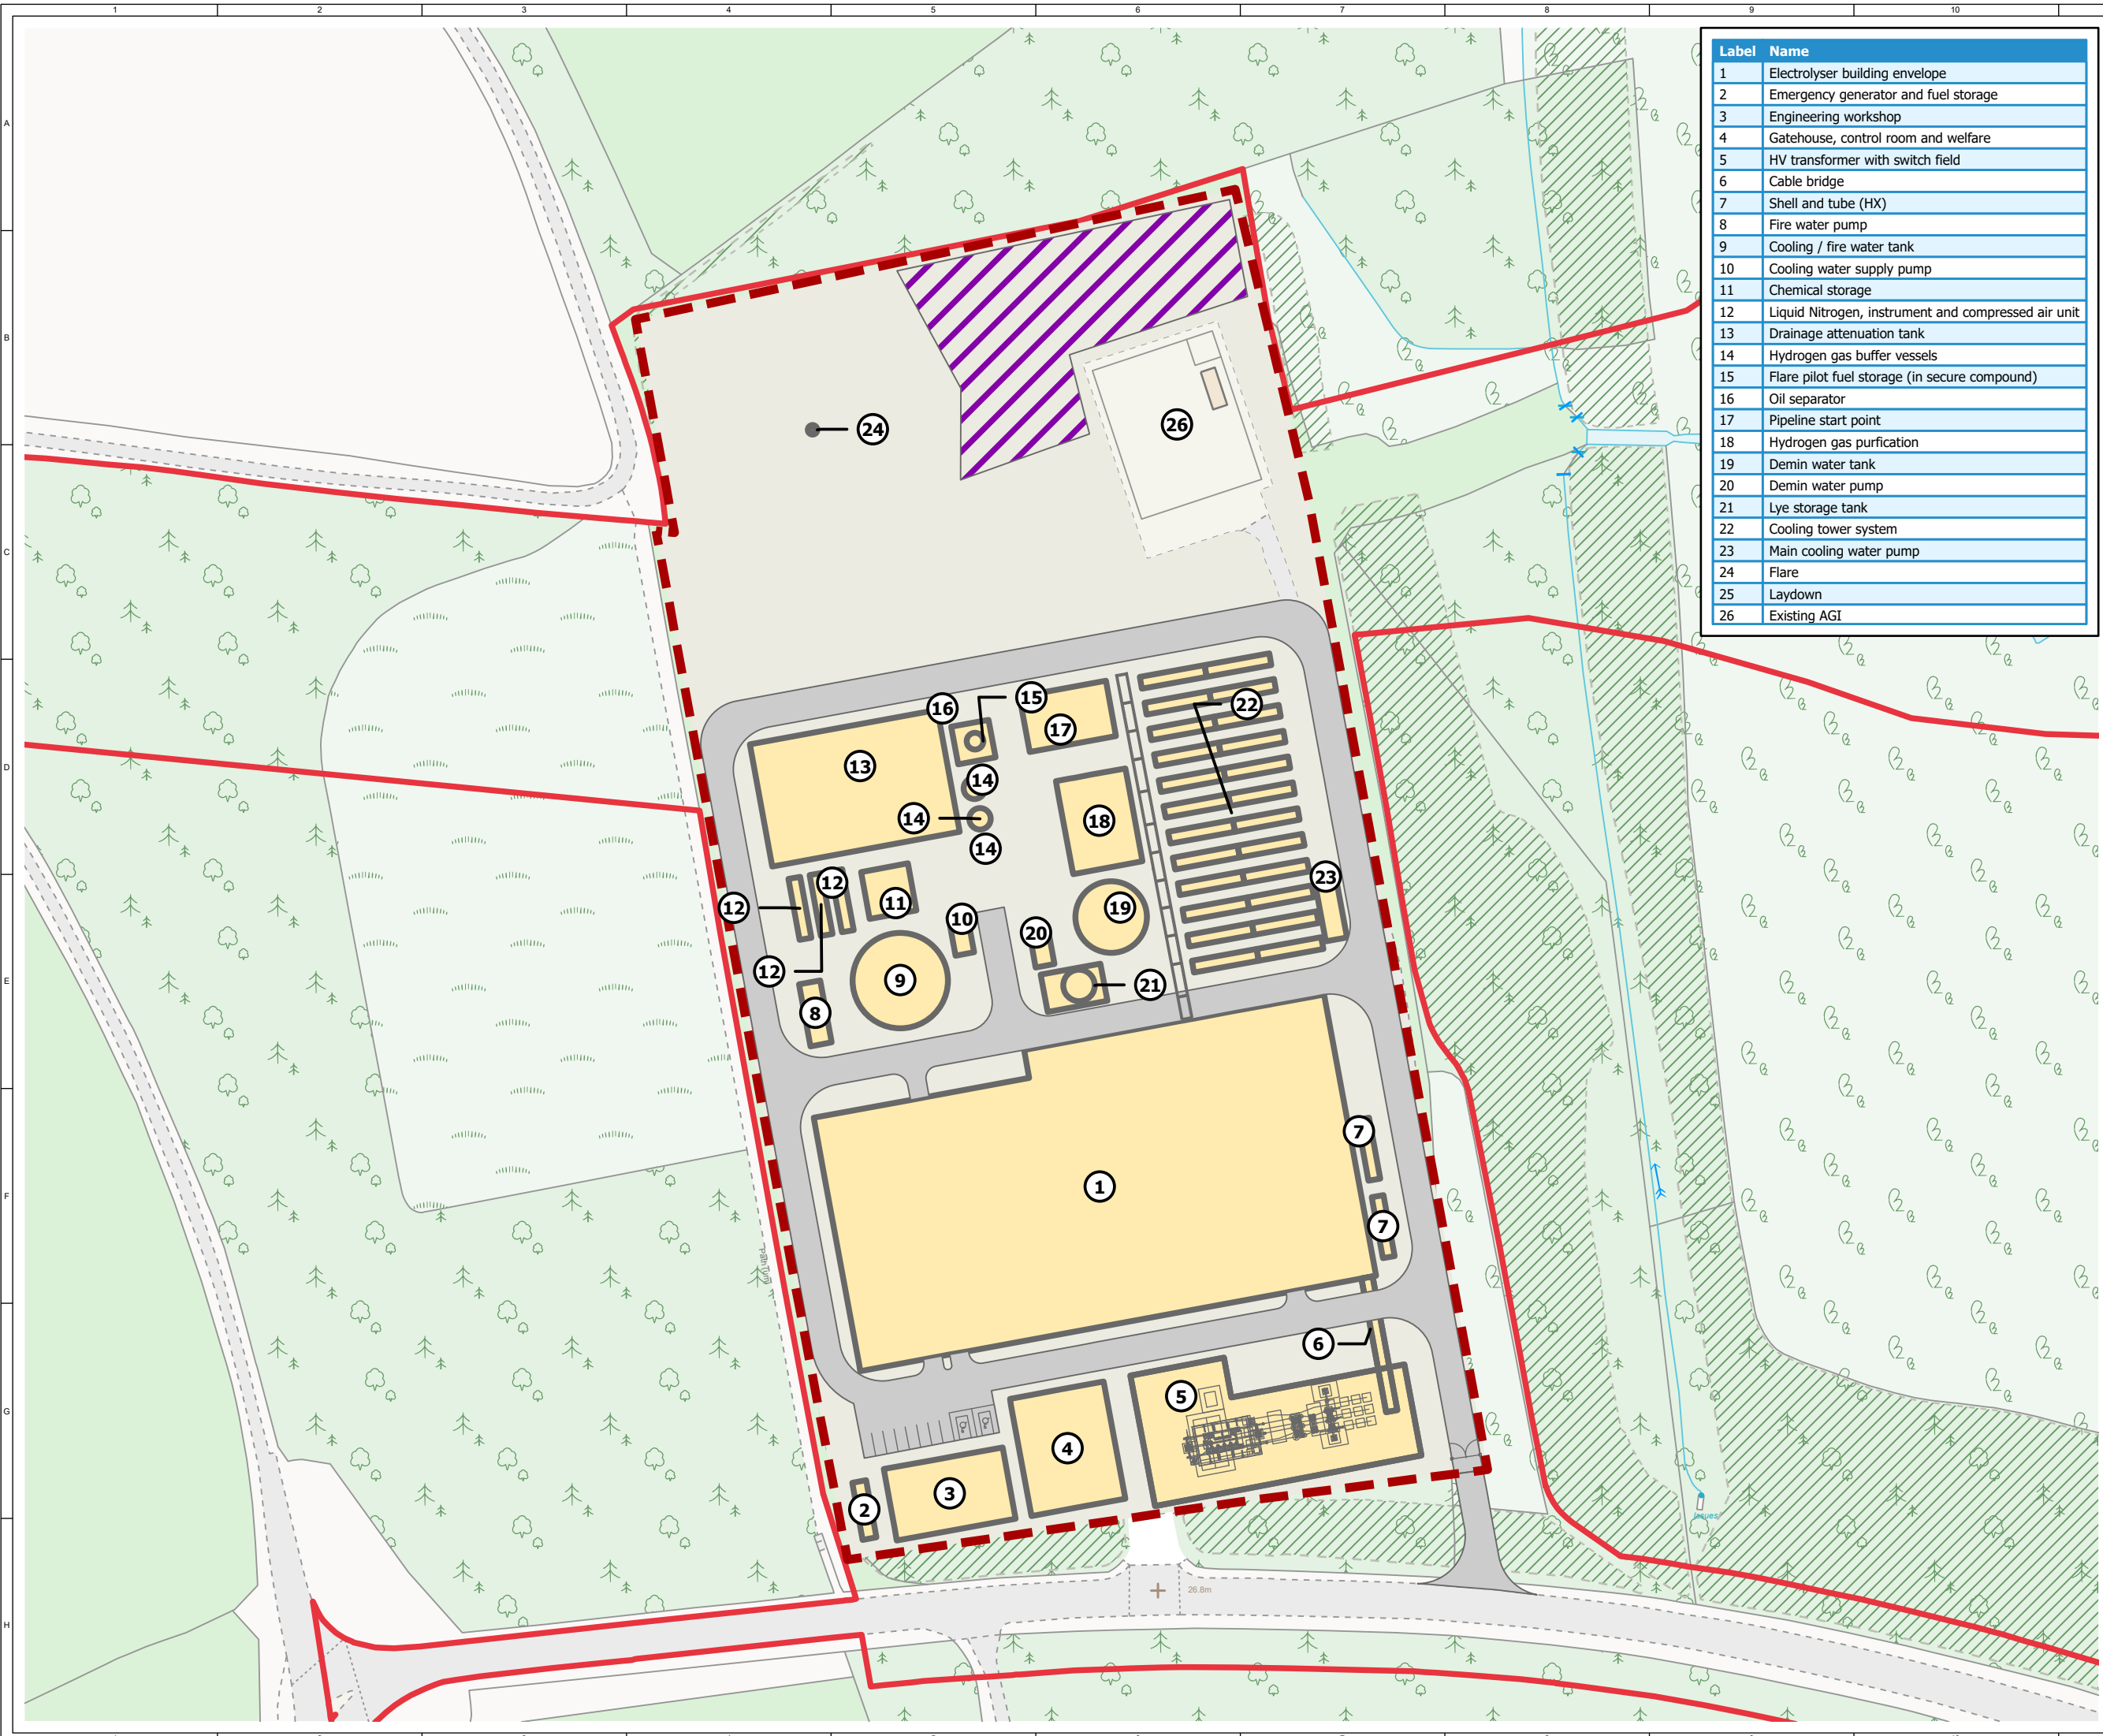 1 2 3 4 5 6 7 8 9 10
A
B
C
D
E
F
G
H
Label Name
1 Electrolyser building envelope
2 Emergency generator and fuel storage
3 Engineering workshop
4 Gatehouse, control room and welfare
5 HV transformer with switch field
6 Cable bridge
7 Shell and tube (HX)
8 Fire water pump
9 Cooling / fire water tank
10 Cooling water supply pump
11 Chemical storage
12 Liquid Nitrogen, instrument and compressed air unit
13 Drainage attenuation tank
14 Hydrogen gas buffer vessels
15 Flare pilot fuel storage (in secure compound)
16 Oil separator
17 Pipeline start point
18 Hydrogen gas purfication
19 Demin water tank
20 Demin water pump
21 Lye storage tank
22 Cooling tower system
23 Main cooling water pump
24 Flare
25 Laydown
26 Existing AGI
24
26
15
16
22
17
13
14
18
14
14
23
12
11
12
19
10
20
12
9
21
8
7
1
7
Path (um)
6
5
4
3
2
Issues
26.8m